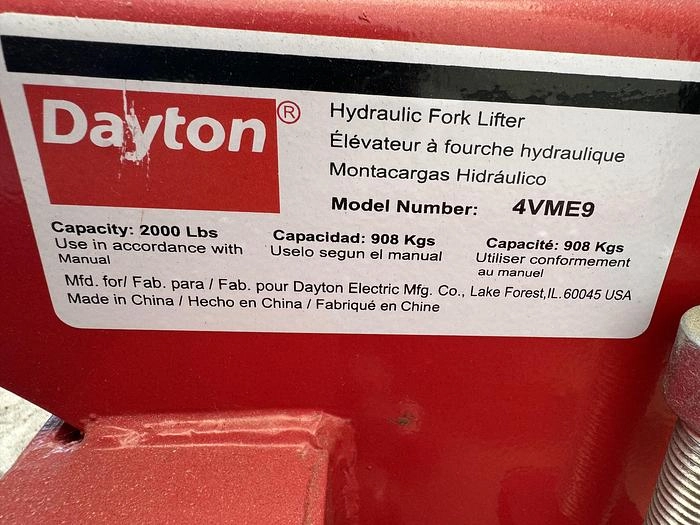 Dayton®
Hydraulic Fork Lifter
Élévateur à fourche hydraulique
Montacargas Hidráulico
Model Number: 4VME9
Capacity: 2000 Lbs
Use in accordance with
Manual
Capacidad: 908 Kgs
Uselo segun el manual
Capacité: 908 Kgs
Utiliser conformement
au manuel
Mfd. for/ Fab. para / Fab. pour Dayton Electric Mfg. Co., Lake Forest,IL.60045 USA
Made in China / Hecho en China / Fabriqué en Chine